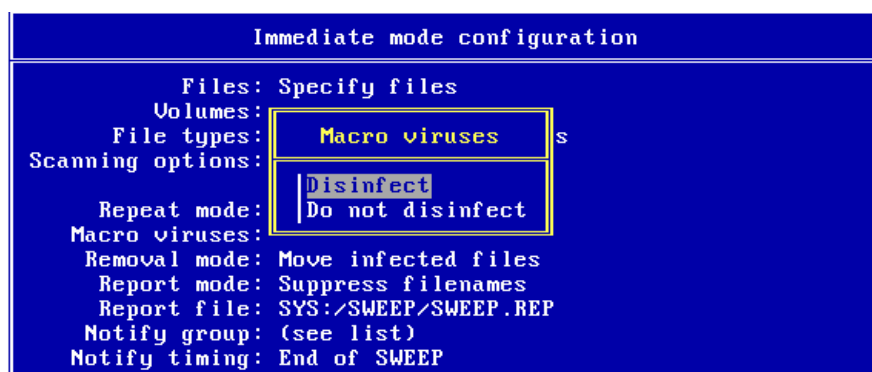 Immediate mode configuration
Files: Specify files
Volumes:
File types: s
Macro viruses
Scanning options:
Disinfect
Repeat mode:
Do not disinfect
Macro viruses:
Removal mode: Move infected files
Report mode: Suppress filenames
Report file: SYS:/SWEEP/SWEEP.REP
Notify group: (see list)
Notify timing: End of SWEEP